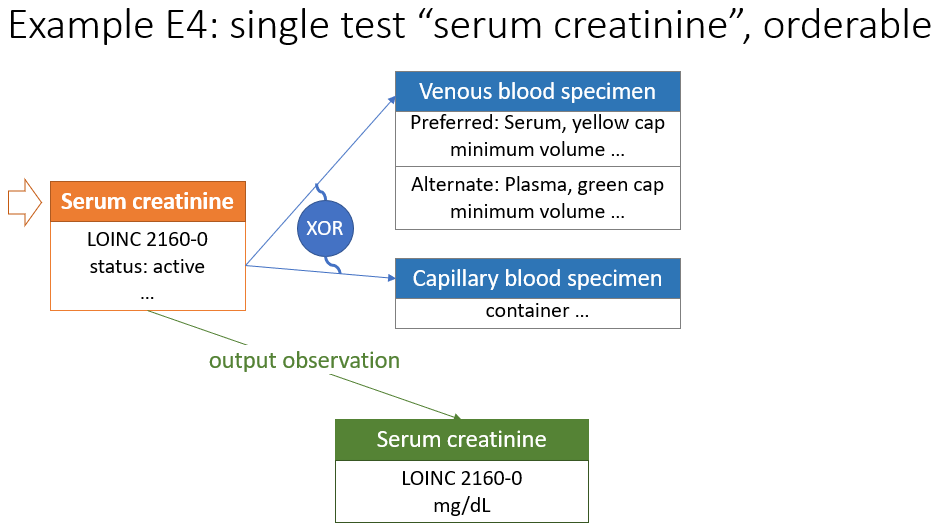 Example E4: single test “serum creatinine”, orderable
Venous blood specimen
Preferred: Serum, yellow cap
minimum volume ...
Alternate: Plasma, green cap
minimum volume ...
Serum creatinine
LOINC 2160-0
status: active
...
XOR
Capillary blood specimen
container ...
output observation
Serum creatinine
LOINC 2160-0
mg/dL